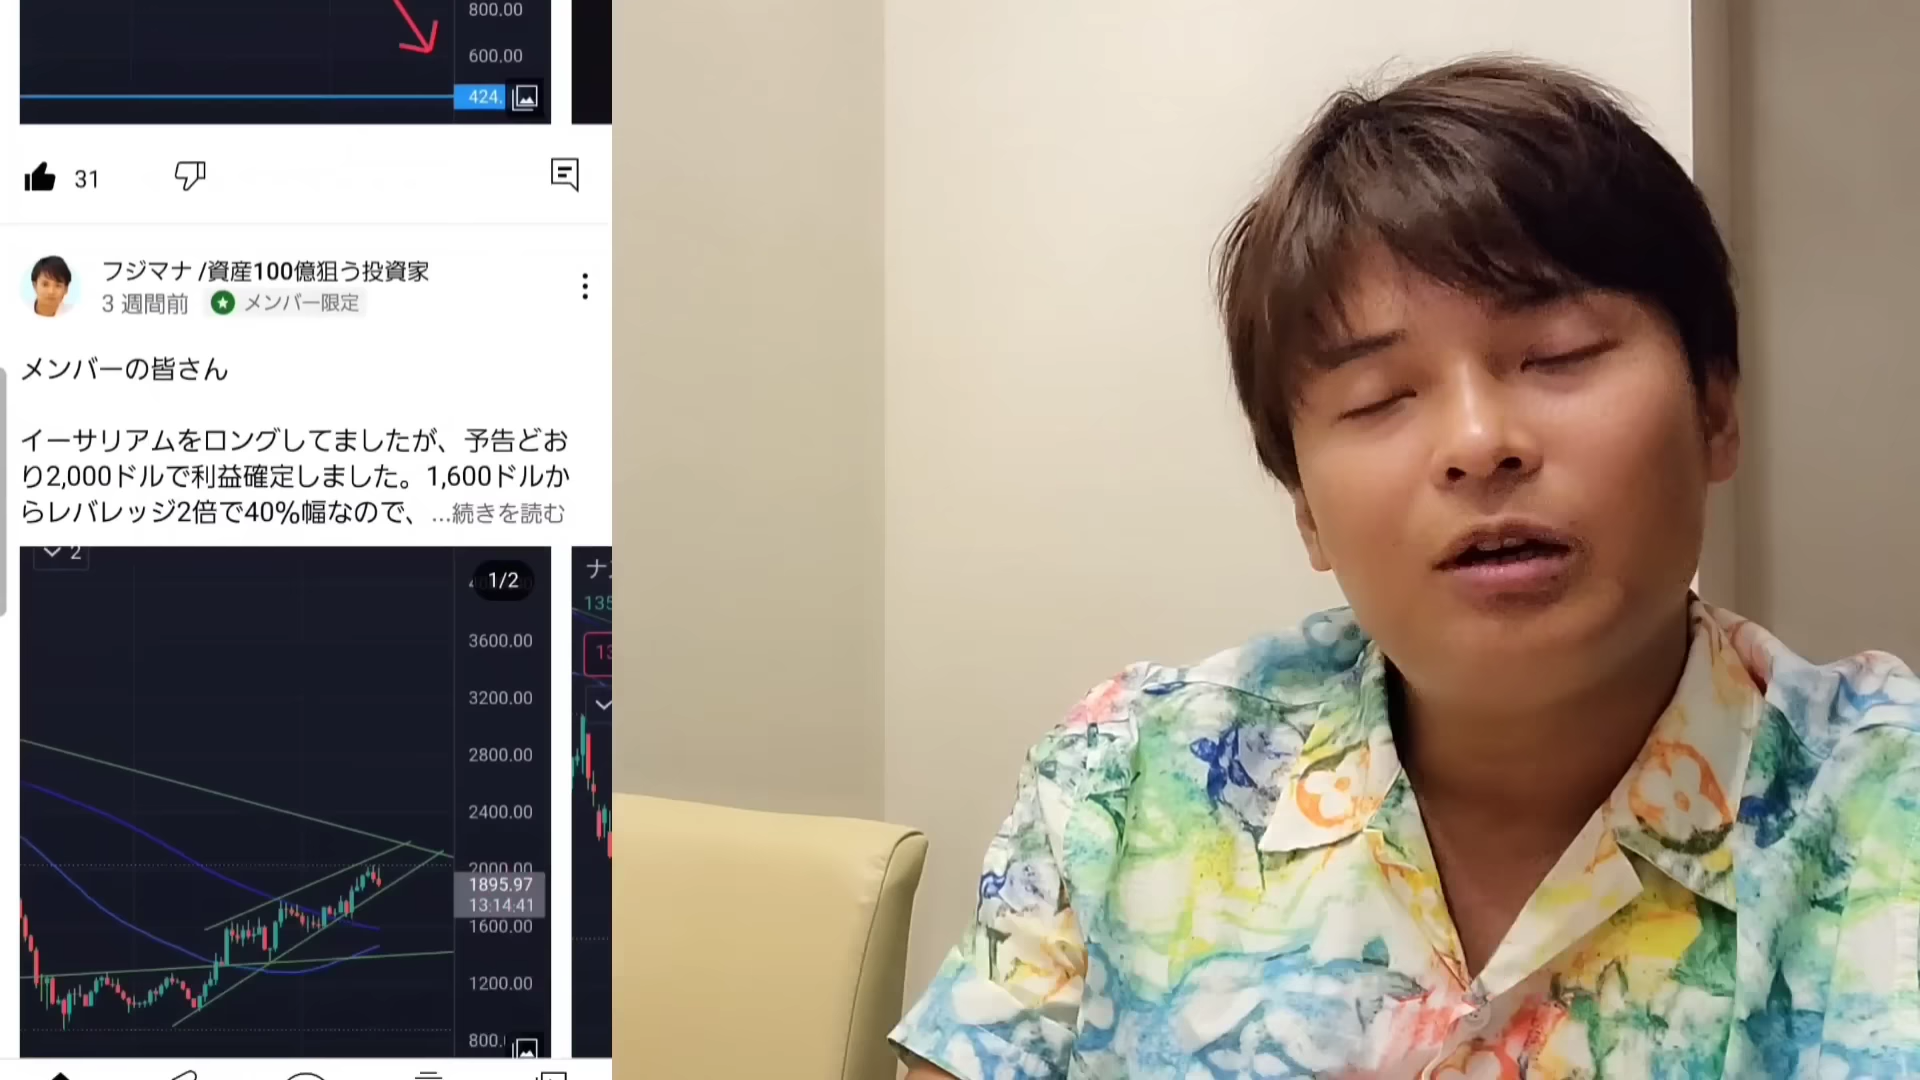 800.00
600.00
424.
31
フジマナ /資産100億狙う投資家
3 週間前 メンバー限定
メンバーの皆さん
イーサリアムをロングしてましたが、予告どお
り2,000ドルで利益確定しました。1,600ドルか
らレバレッジ2倍で40%幅なので、...続きを読む
2
1/2
3600.00
3200.00
2800.00
2400.00
2000.00
1895.97
13:14:41
1600.00
1200.00
800.
ナ
135
13